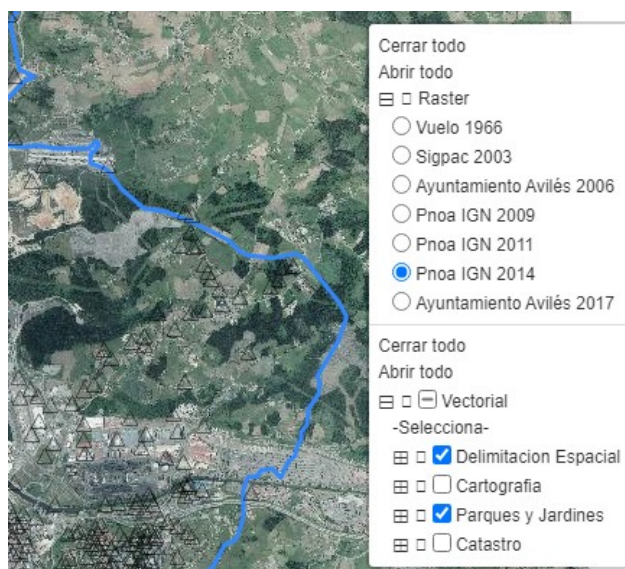 Cerrar todo
Abrir todo
Raster
Vuelo 1966
Sigpac 2003
Ayuntamiento Avilés 2006
Pnoa IGN 2009
Pnoa IGN 2011
Pnoa IGN 2014
Ayuntamiento Avilés 2017
Cerrar todo
Abrir todo
Vectorial
-Selecciona-
Delimitacion Espacial
Cartografia
Parques y Jardines
Catastro